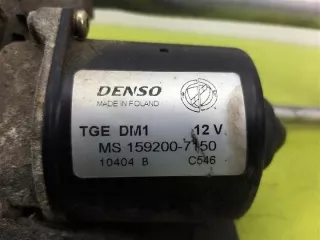 DENSO
MADE IN POLAND
TGE DM1 12 V
MS 159200-7150
10404 B C546